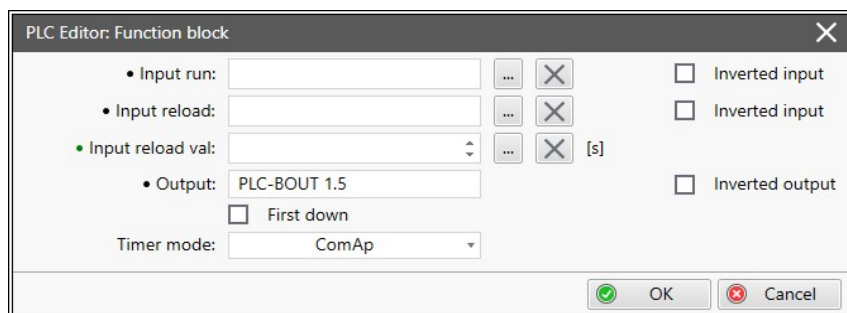 PLC Editor: Function block
• Input run: ... Inverted input
• Input reload: ... Inverted input
• Input reload val: ... [s]
• Output: PLC-BOUT 1.5 Inverted output
First down
Timer mode: ComAp
OK Cancel